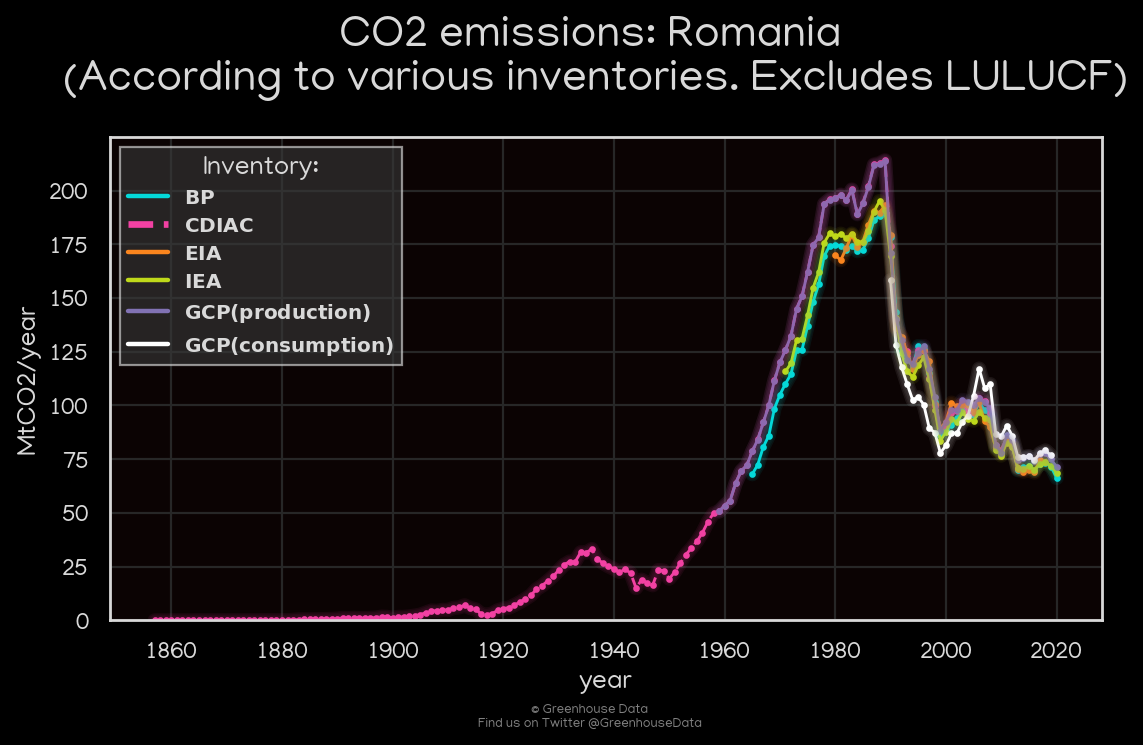 CO2 emissions: Romania
(According to various inventories. Excludes LULUCF)
Inventory:
BP
CDIAC
EIA
IEA
GCP(production)
GCP(consumption)
MtCO2/year
200
175
150
125
100
75
50
25
0
1860 1880 1900 1920 1940 1960 1980 2000 2020
year
© Greenhouse Data
Find us on Twitter @GreenhouseData